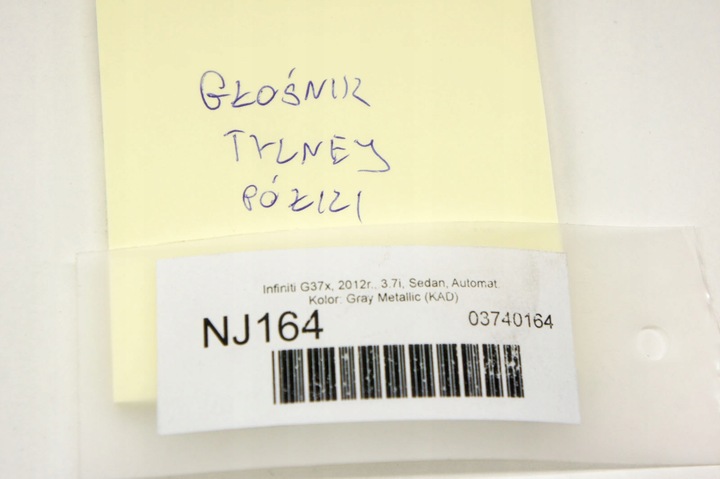 GŁOŚNIK
TYLNEY
PÓŁKI
Infiniti G37x, 2012r., 3.7i, Sedan, Automat.
Kolor: Gray Metallic (KAD)
NJ164
03740164